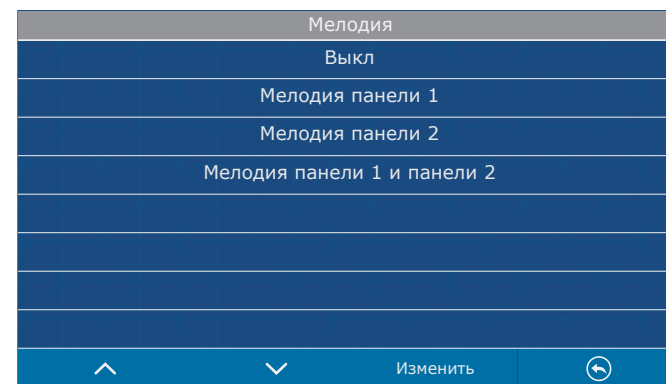 Мелодия
Выкл
Мелодия панели 1
Мелодия панели 2
Мелодия панели 1 и панели 2
Изменить